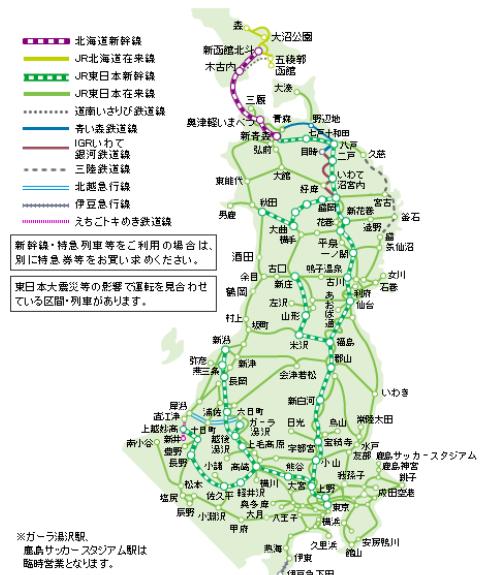 北海道新幹線
JR北海道在来線
JR東日本新幹線
JR東日本在来線
道南いさりび鉄道線
青い森鉄道線
IGRいわて
銀河鉄道線
三陸鉄道線
北越急行線
伊豆急行線
えちごトキめき鉄道線
新幹線・特急列車等をご利用の場合は、
別に特急券等をお買い求めください。
東日本大震災等の影響で運転を見合わせ
ている区間・列車があります。
森
大沼公園
新函館北斗
五稜郭
函館
木古内
大湊
三厩
奥津軽いまべつ
青森
野辺地
新青森
七戸十和田
弘前
八戸
目時
二戸
久慈
大館
東能代
いわて
沼宮内
好摩
男鹿
秋田
盛岡
宮古
新花巻
釜石
大曲
花巻
遠野
横手
盛
平泉
一ノ関
気仙沼
酒田
古口
鳴子温泉
余目
新庄
古川
女川
石巻
鶴岡
左沢
あおば通
利府
仙台
山形
村上
坂町
米沢
福島
新潟
郡山
弥彦
新津
燕三条
会津若松
長岡
新白河
いわき
犀潟
直江津
浦佐
六日町
上越妙高
十日町
ガーラ
湯沢
日光
烏山
常陸太田
新井
越後
湯沢
南小谷
豊野
上毛高原
宇都宮
宝積寺
水戸
長野
小諸
高崎
熊谷
小山
友部
鹿島サッカースタジアム
鹿島神宮
我孫子
銚子
松本
軽井沢
横川
大宮
佐久平
上野
成田空港
塩尻
奥多摩
東京
辰野
小淵沢
大月
八王子
甲府
横浜
熱海
久里浜
館山
安房鴨川
伊東
伊豆急下田
※ガーラ湯沢駅、
鹿島サッカースタジアム駅は
臨時営業となります。